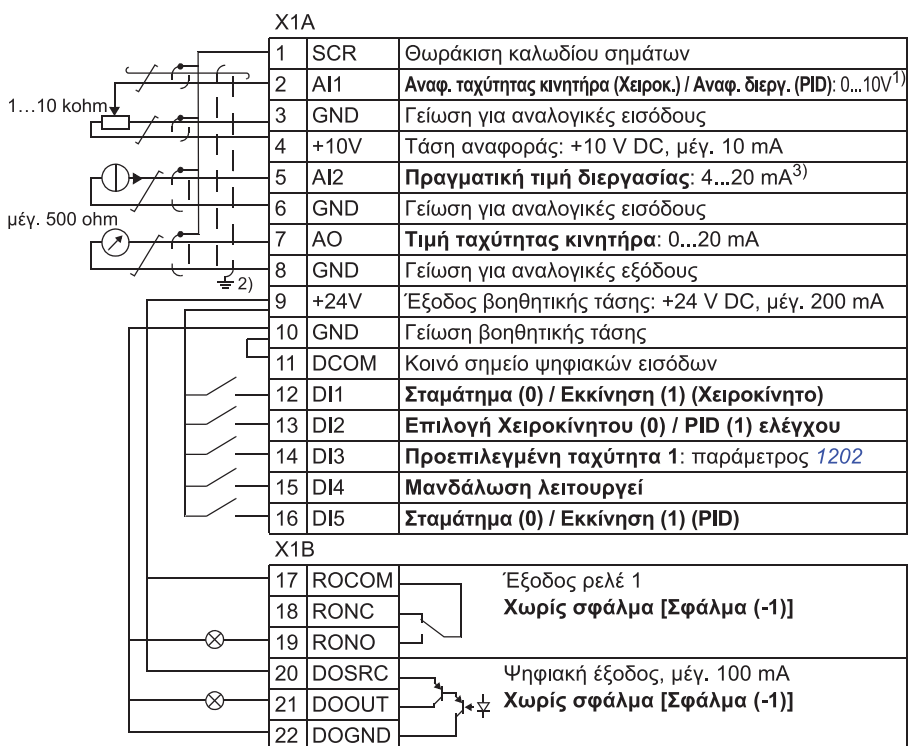 X1A
1 SCR Θωράκιση καλωδίου σημάτων
2 AI1 Αναφ. ταχύτητας κινητήρα (Χειροκ.) / Αναφ. διεργ. (PID): 0...10V1)
1…10 kohm
3 GND Γείωση για αναλογικές εισόδους
4 +10V Τάση αναφοράς: +10 V DC, μέγ. 10 mA
5 AI2 Πραγματική τιμή διεργασίας: 4...20 mA3)
6 GND Γείωση για αναλογικές εισόδους
μέγ. 500 ohm
7 AO Τιμή ταχύτητας κινητήρα: 0...20 mA
8 GND Γείωση για αναλογικές εξόδους
2)
9 +24V Έξοδος βοηθητικής τάσης: +24 V DC, μέγ. 200 mA
10 GND Γείωση βοηθητικής τάσης
11 DCOM Κοινό σημείο ψηφιακών εισόδων
12 DI1 Σταμάτημα (0) / Εκκίνηση (1) (Χειροκίνητο)
13 DI2 Επιλογή Χειροκίνητου (0) / PID (1) ελέγχου
14 DI3 Προεπιλεγμένη ταχύτητα 1: παράμετρος 1202
15 DI4 Μανδάλωση λειτουργεί
16 DI5 Σταμάτημα (0) / Εκκίνηση (1) (PID)
X1B
17 ROCOM Έξοδος ρελέ 1
18 RONC Χωρίς σφάλμα [Σφάλμα (-1)]
19 RONO
20 DOSRC Ψηφιακή έξοδος, μέγ. 100 mA
21 DOOUT Χωρίς σφάλμα [Σφάλμα (-1)]
22 DOGND